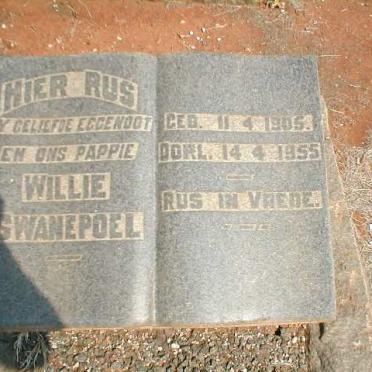 HIER RUS
MY GELIEFDE EGGENOOT
EN ONS PAPPIE
WILLIE
SWANEPOEL
GEB. 11-4-1905.
OORL. 14-4-1955
RUS IN VREDE.